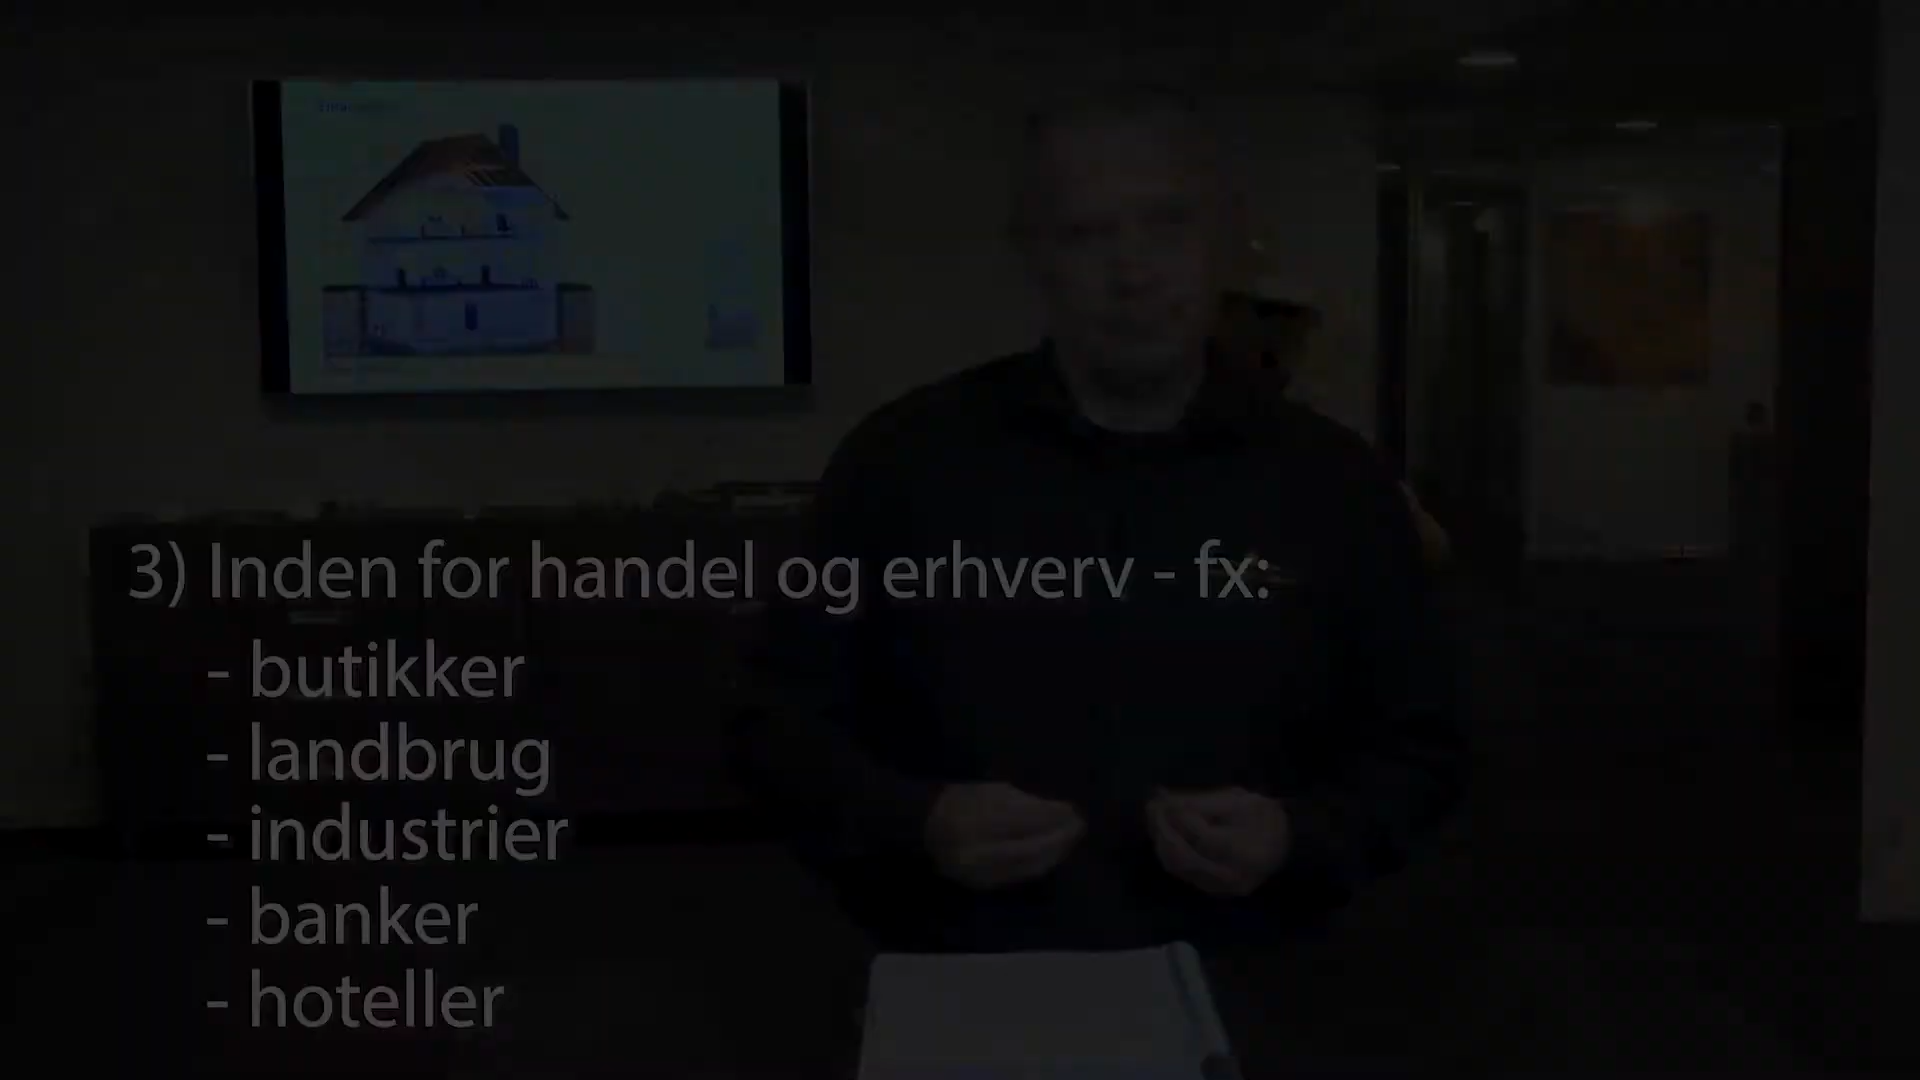 3) Inden for handel og erhverv - fx:
- butikker
- landbrug
- industrier
- banker
- hoteller